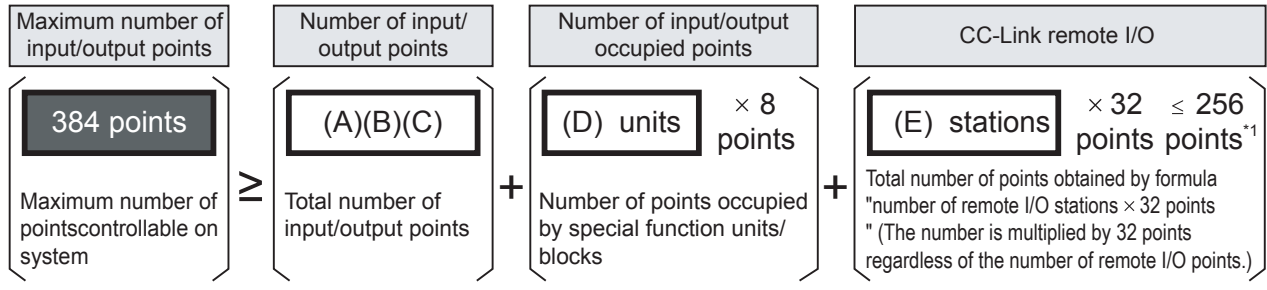 Maximum number of
input/output points
384 points
Maximum number of
pointscontrollable on
system
≥
Number of input/
output points
(A)(B)(C)
Total number of
input/output points
+
Number of input/output
occupied points
(D) units × 8
points
Number of points occupied
by special function units/
blocks
+
CC-Link remote I/O
(E) stations × 32 ≤ 256
points points*1
Total number of points obtained by formula
"number of remote I/O stations × 32 points
" (The number is multiplied by 32 points
regardless of the number of remote I/O points.)